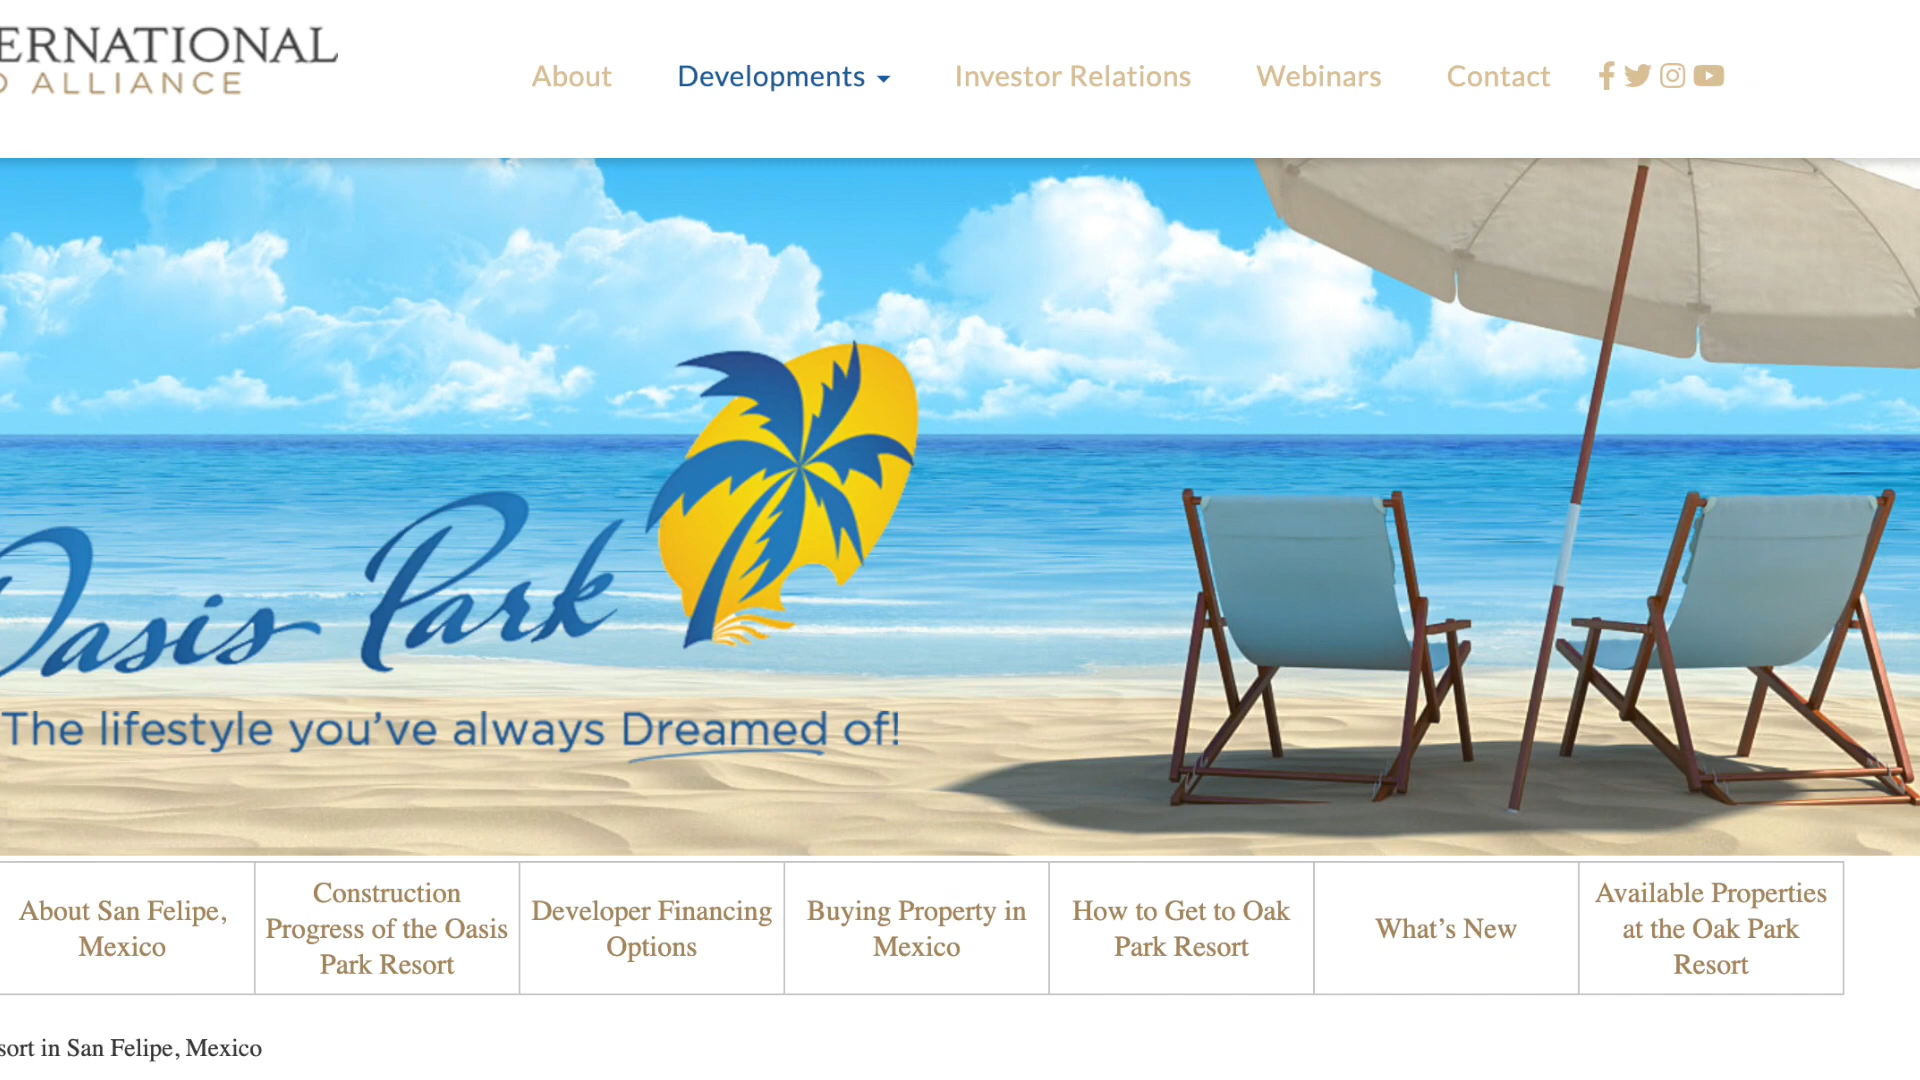 ERNATIONAL
ALLIANCE
About
Developments
Investor Relations
Webinars
Contact
Oasis Park
The lifestyle you've always Dreamed of!
About San Felipe,
Mexico
Construction
Progress of the Oasis
Park Resort
Developer Financing
Options
Buying Property in
Mexico
How to Get to Oak
Park Resort
What's New
Available Properties
at the Oak Park
Resort
sort in San Felipe, Mexico